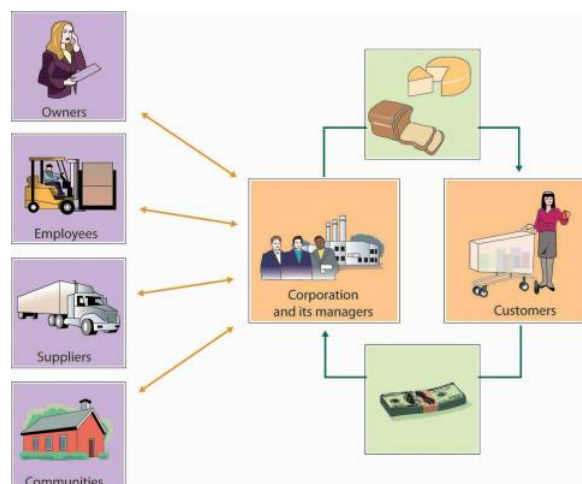 Owners
Employees
Suppliers
Communities
Corporation
and its managers
Customers